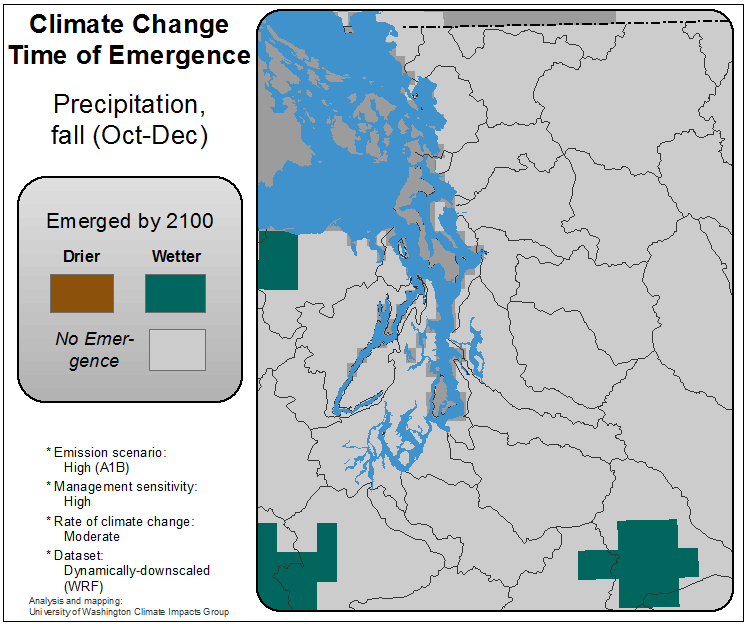 Climate Change
Time of Emergence
Precipitation,
fall (Oct-Dec)
Emerged by 2100
Drier Wetter
No Emer-
gence
* Emission scenario:
High (A1B)
* Management sensitivity:
High
* Rate of climate change:
Moderate
* Dataset:
Dynamically-downscaled
(WRF)
Analysis and mapping:
University of Washington Climate Impacts Group